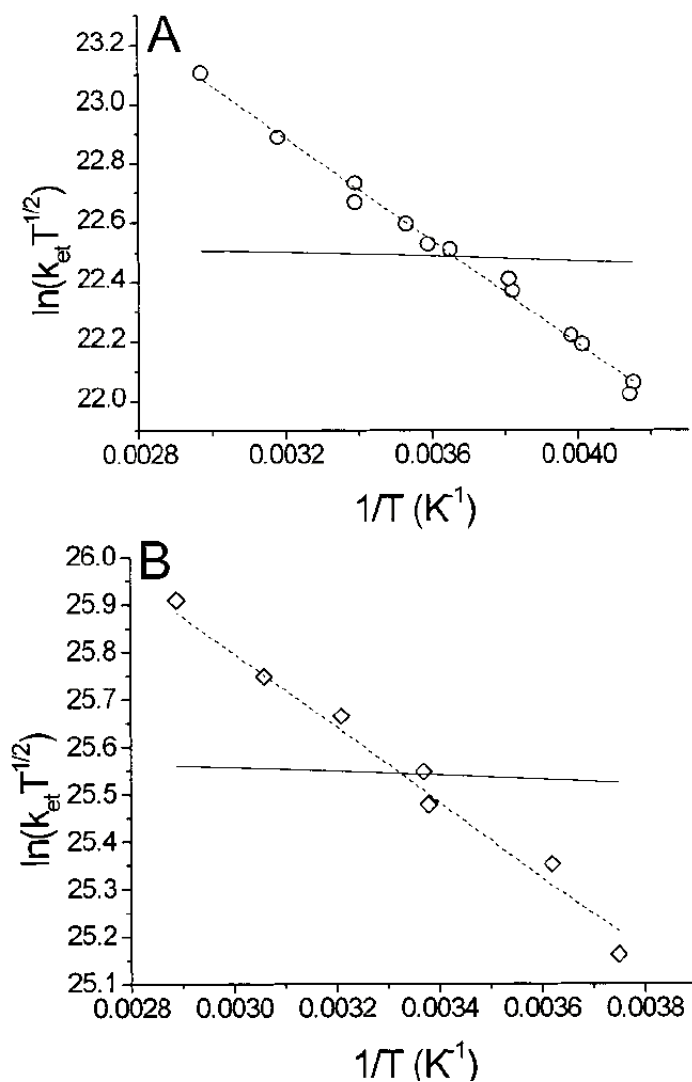 A
23.2
23.0
22.8
22.6
22.4
22.2
22.0
ln(k_et T^1/2)
0.0028 0.0032 0.0036 0.0040
1/T (K^-1)
B
26.0
25.9
25.8
25.7
25.6
25.5
25.4
25.3
25.2
25.1
ln(k_et T^1/2)
0.0028 0.0030 0.0032 0.0034 0.0036 0.0038
1/T (K^-1)